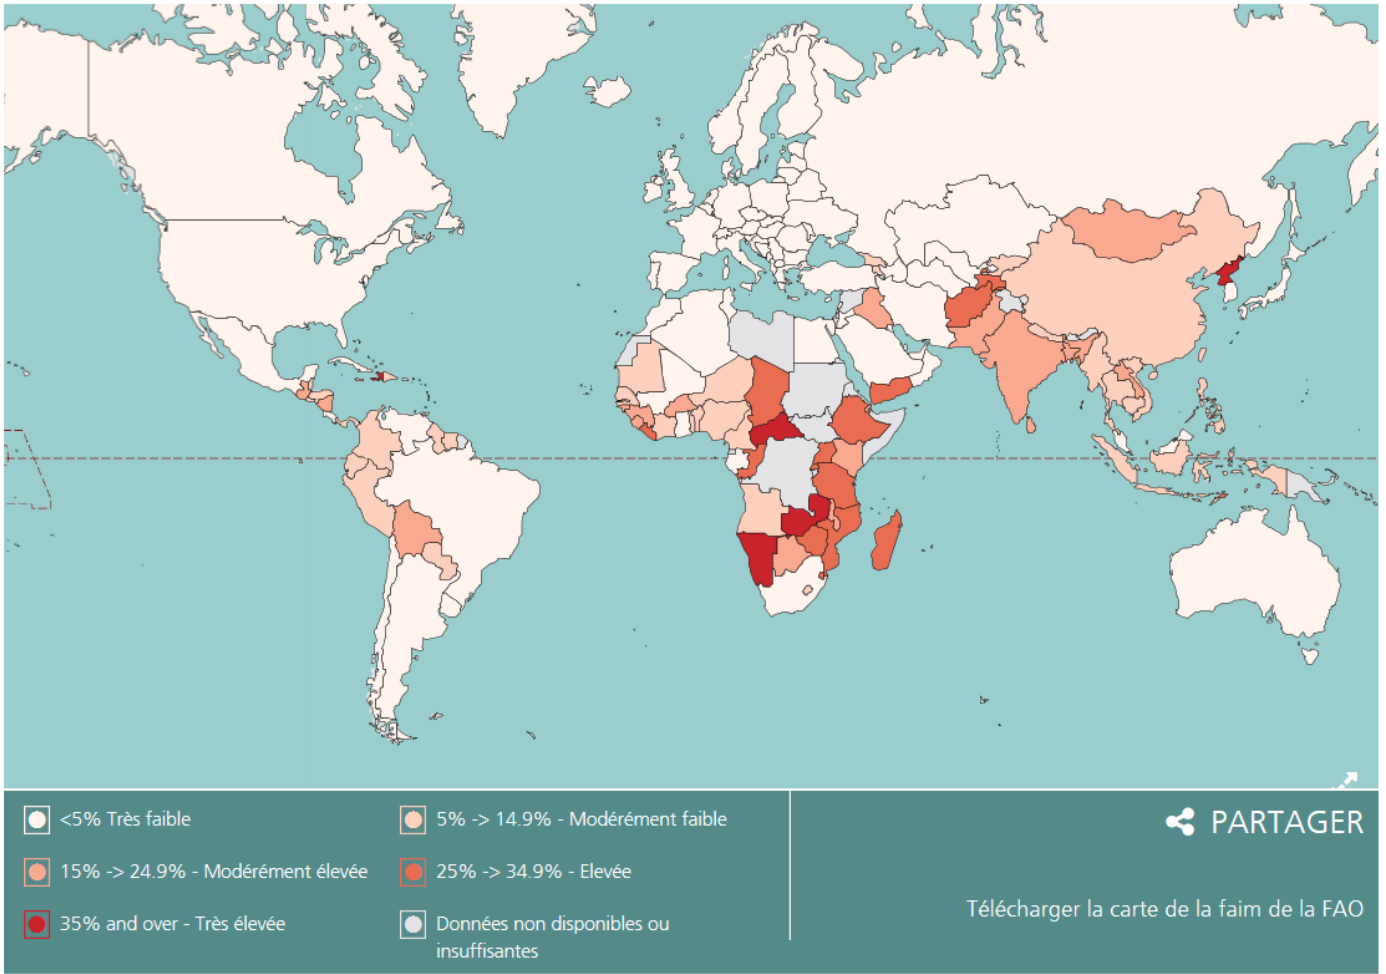 <5% Très faible
5% -> 14.9% - Modérément faible
15% -> 24.9% - Modérément élevée
25% -> 34.9% - Elevée
35% and over - Très élevée
Données non disponibles ou
insuffisantes
PARTAGER
Télécharger la carte de la faim de la FAO